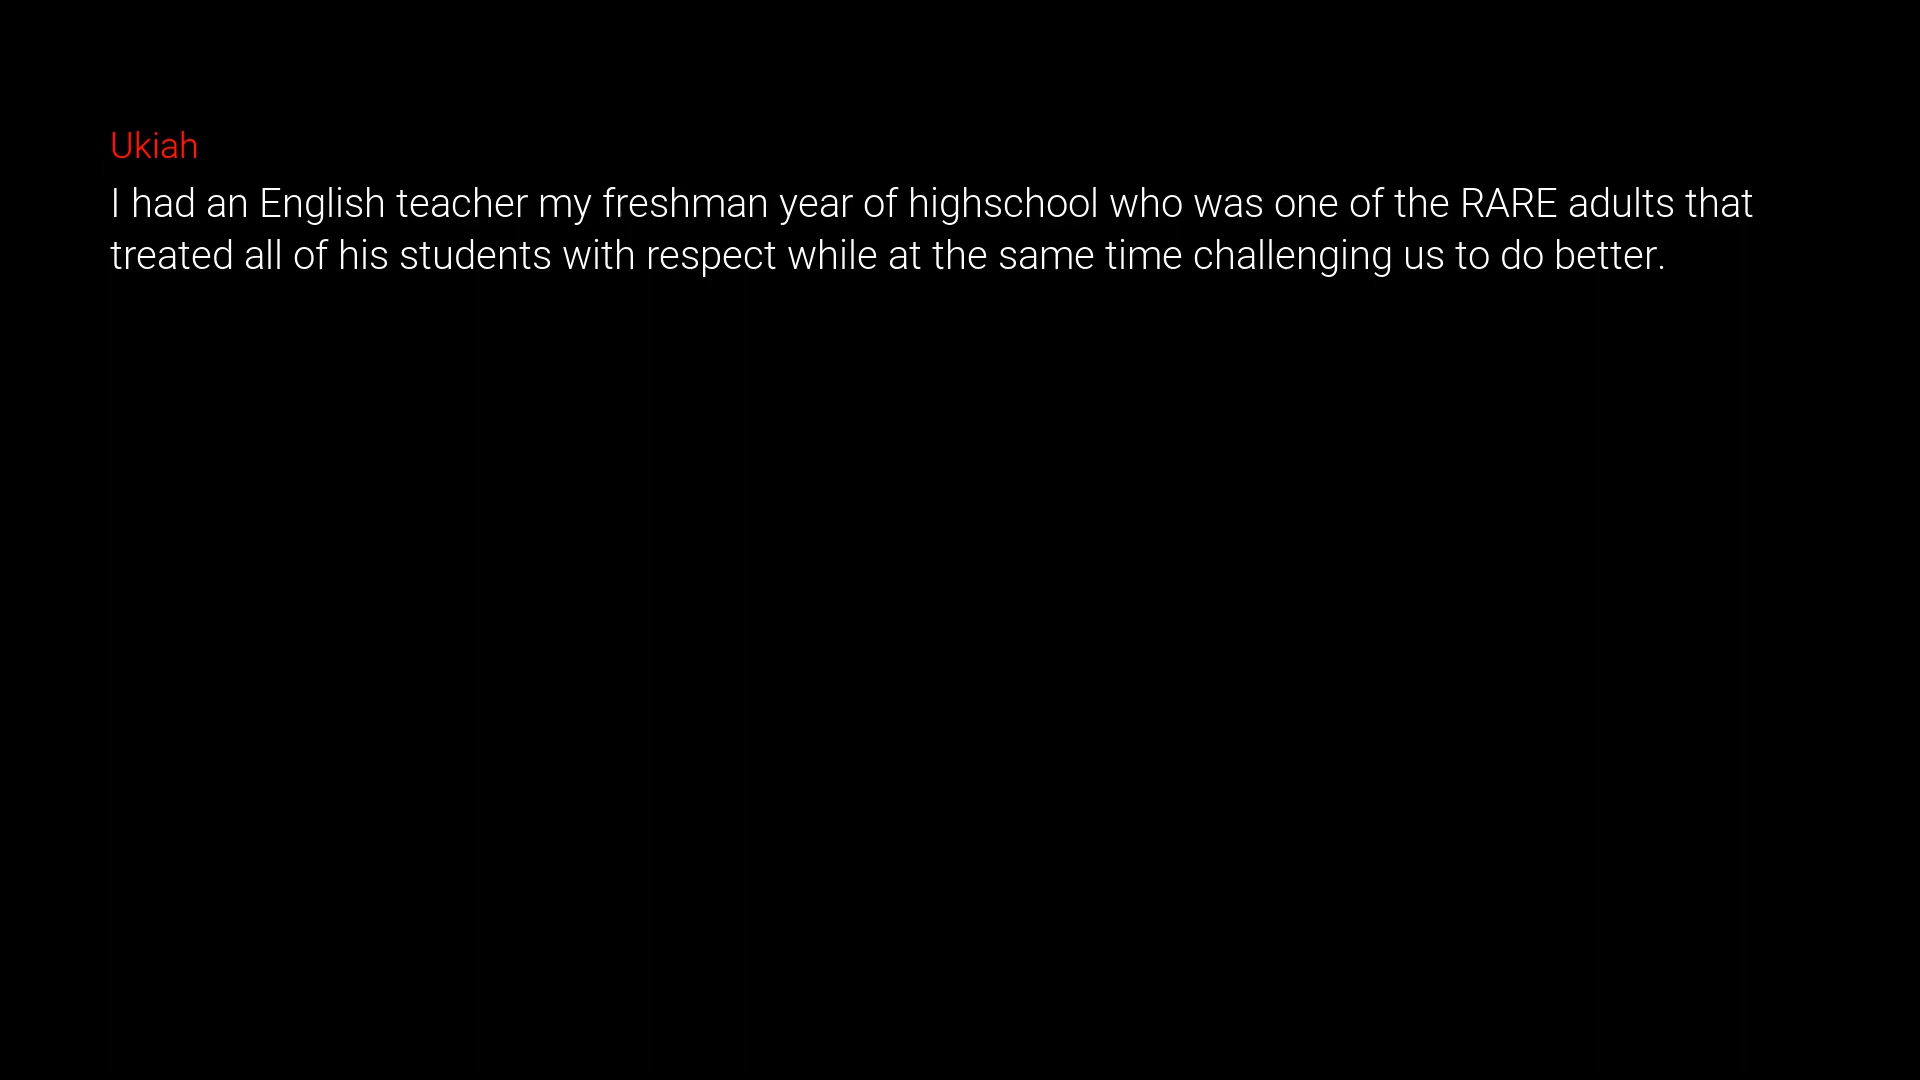 Ukiah
I had an English teacher my freshman year of highschool who was one of the RARE adults that
treated all of his students with respect while at the same time challenging us to do better.